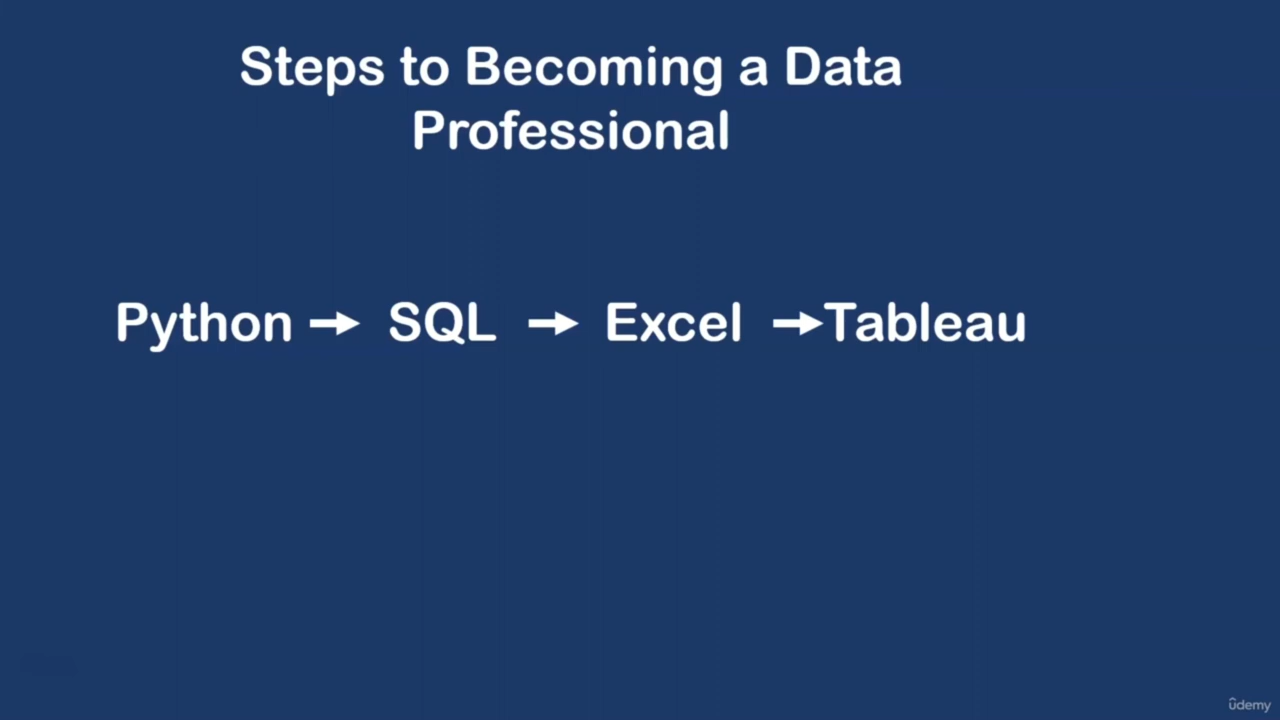 Steps to Becoming a Data
Professional
Python → SQL → Excel →Tableau
ûdemy